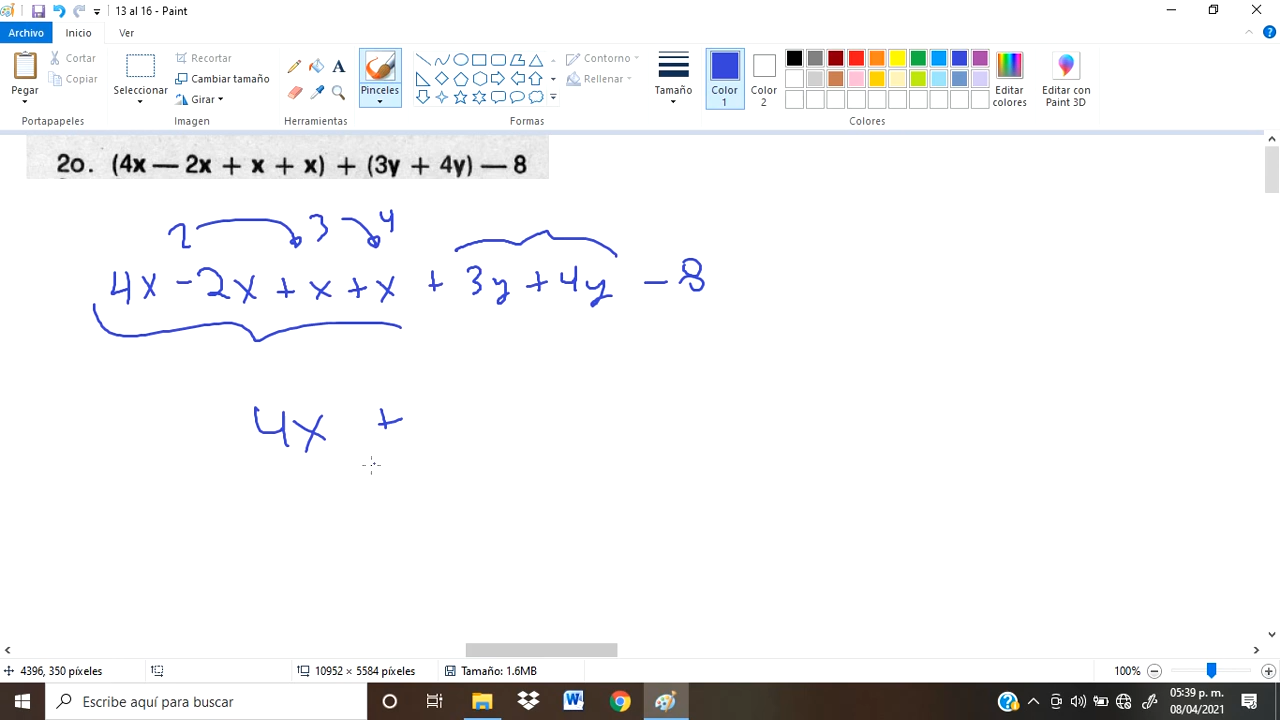 13 al 16 - Paint
Archivo Inicio Ver
Pegar
Cortar
Copiar
Portapapeles
Seleccionar
Recortar
Cambiar tamaño
Girar
Imagen
A
Herramientas
Pinceles
Contorno
Rellenar
Formas
Tamaño
Color 1
Color 2
Editar colores
Editar con Paint 3D
Colores
20. (4x — 2x + x + x) + (3y + 4y) — 8
2 3 4
4x - 2x + x + x + 3y + 4y - 8
4x +
4396, 350 píxeles 10952 × 5584 píxeles Tamaño: 1.6MB 100%
Escribe aquí para buscar
05:39 p. m.
08/04/2021